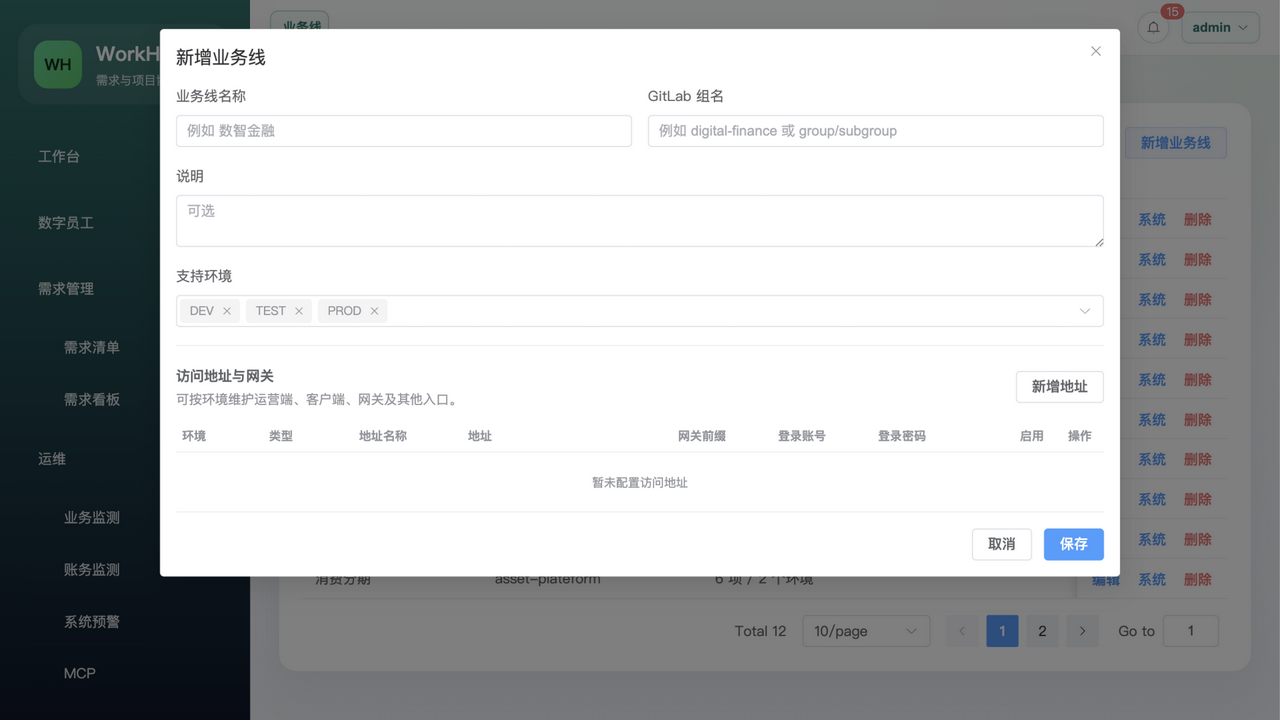 业务线
15
admin
WH
WorkH
需求与项目
工作台
数字员工
需求管理
需求清单
需求看板
运维
业务监测
账务监测
系统预警
MCP
新增业务线
业务线名称
GitLab 组名
例如 数智金融
例如 digital-finance 或 group/subgroup
说明
可选
支持环境
DEV
TEST
PROD
访问地址与网关
可按环境维护运营端、客户端、网关及其他入口。
新增地址
环境 类型 地址名称 地址 网关前缀 登录账号 登录密码 启用 操作
暂未配置访问地址
取消
保存
新增业务线
系统 删除
系统 删除
系统 删除
系统 删除
系统 删除
系统 删除
系统 删除
系统 删除
系统 删除
消费分期 asset-plateform 6 项 / 2 个环境 编辑 系统 删除
Total 12 10/page 1 2 Go to 1